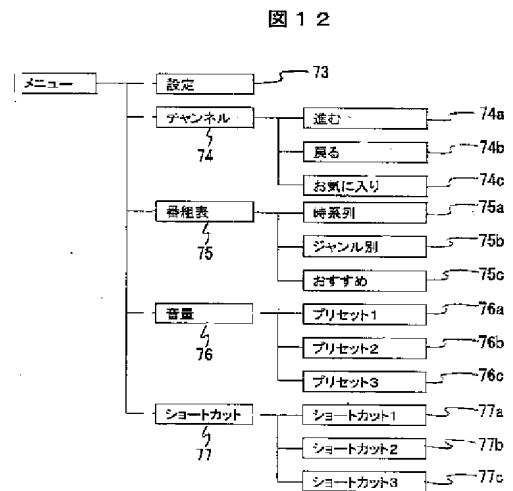 図12
メニュー
設定
73
チャンネル
74
進む
74a
戻る
74b
お気に入り
74c
番組表
75
時系列
75a
ジャンル別
75b
おすすめ
75c
音量
76
プリセット1
76a
プリセット2
76b
プリセット3
76c
ショートカット
77
ショートカット1
77a
ショートカット2
77b
ショートカット3
77c